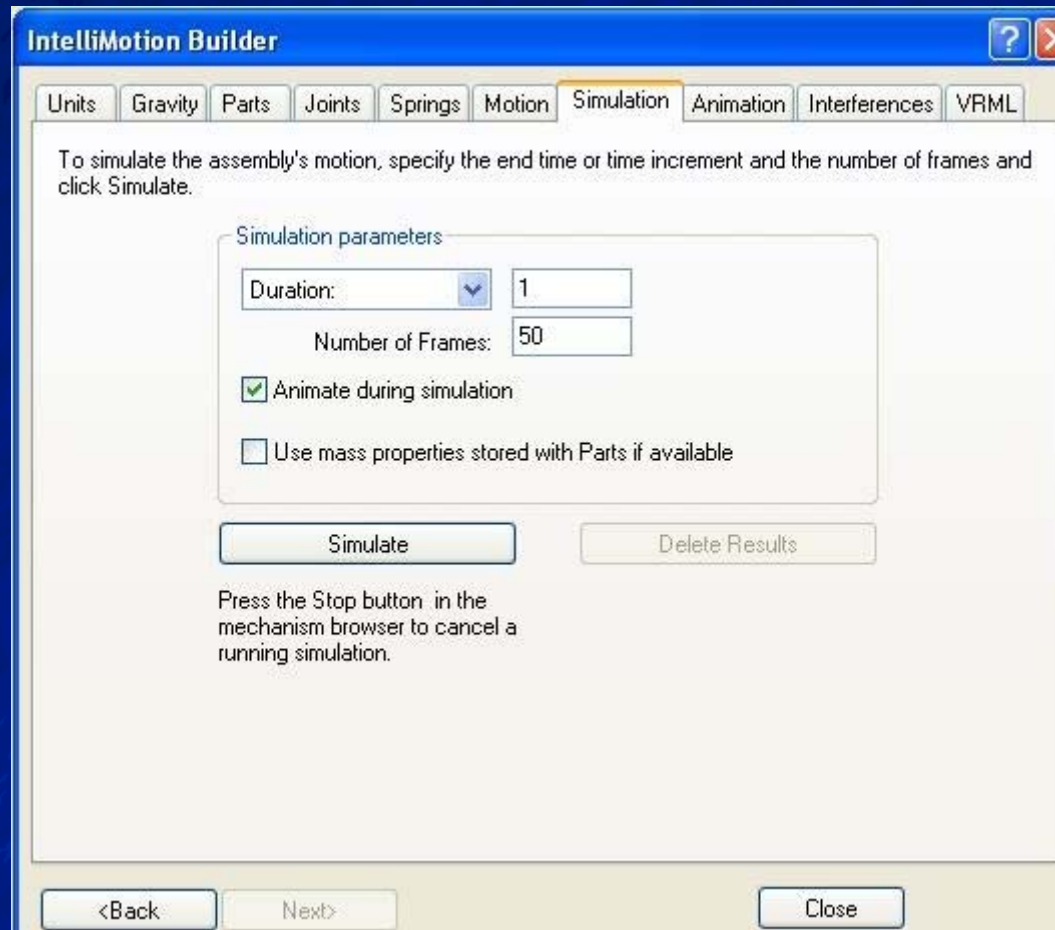 IntelliMotion Builder
Units Gravity Parts Joints Springs Motion Simulation Animation Interferences VRML
To simulate the assembly's motion, specify the end time or time increment and the number of frames and
click Simulate.
Simulation parameters
Duration: 1
Number of Frames: 50
Animate during simulation
Use mass properties stored with Parts if available
Simulate Delete Results
Press the Stop button in the
mechanism browser to cancel a
running simulation.
<Back Next> Close